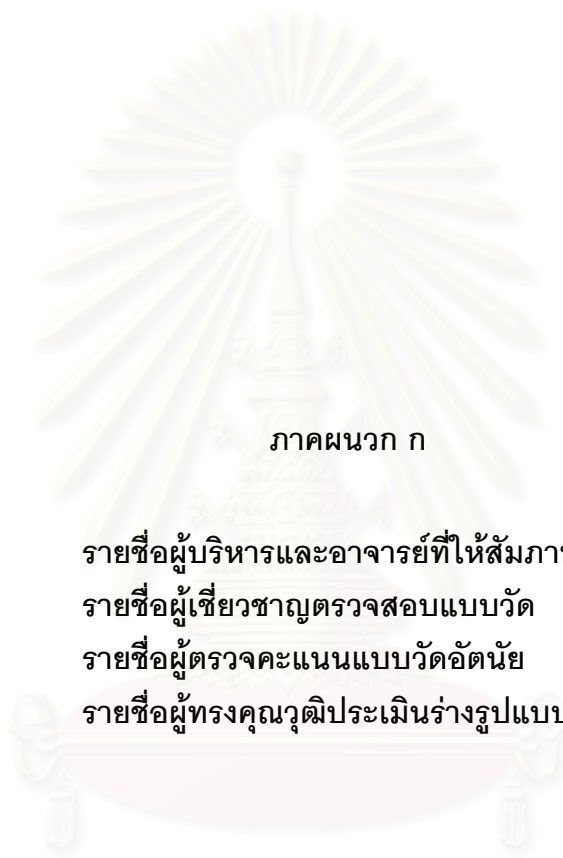 ภาคผนวก ก
รายชื่อผู้บริหารและอาจารย์ที่ให้
รายชื่อผู้เชี่ยวชาญตรวจสอบแบบวัด
รายชื่อผู้ตรวจคะแนนแบบวัดอัตนัย
รายชื่อผู้ทรงคุณวุฒิประเมินร่างรูปแบบ